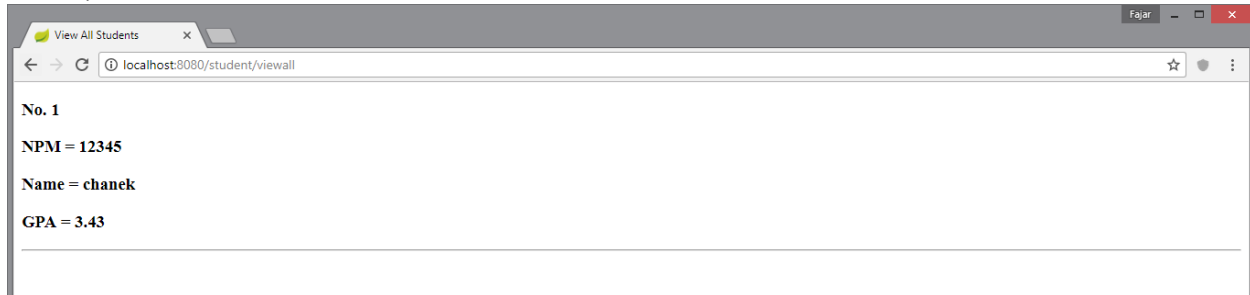 Fajar
View All Students
localhost:8080/student/viewall
No. 1
NPM = 12345
Name = chanek
GPA = 3.43